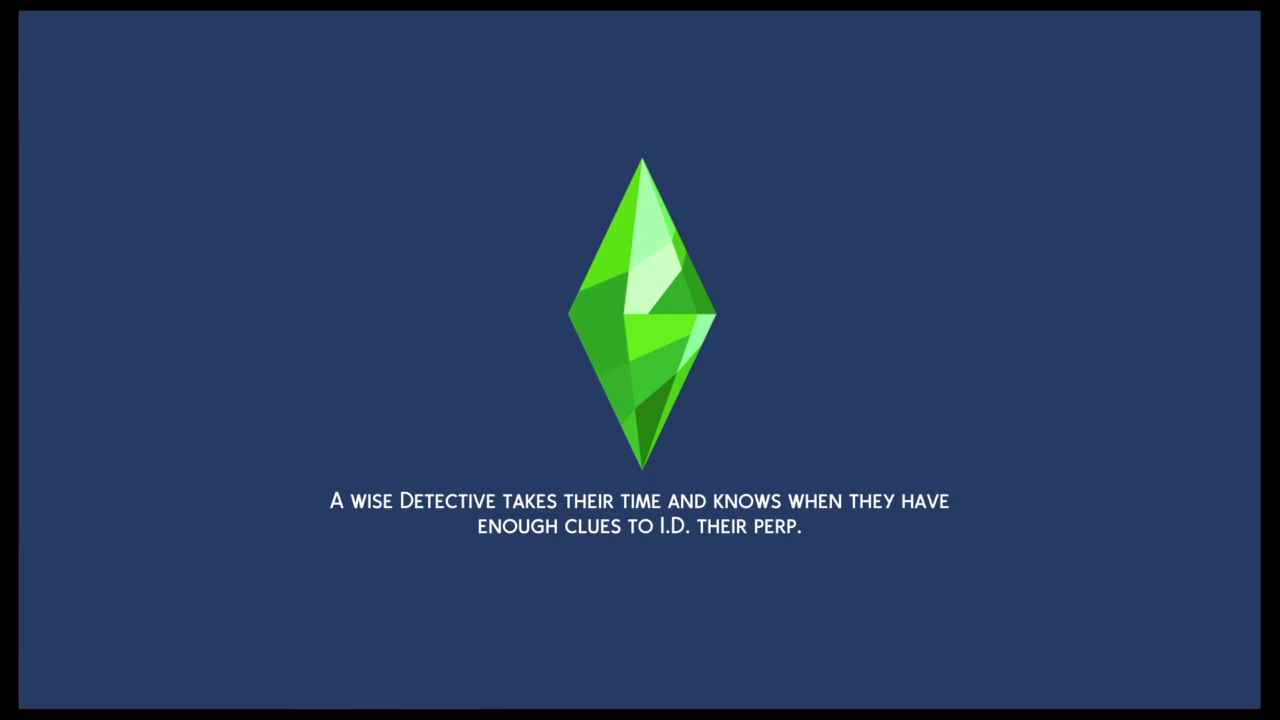 A wise Detective takes their time and knows when they have
enough clues to I.D. their perp.